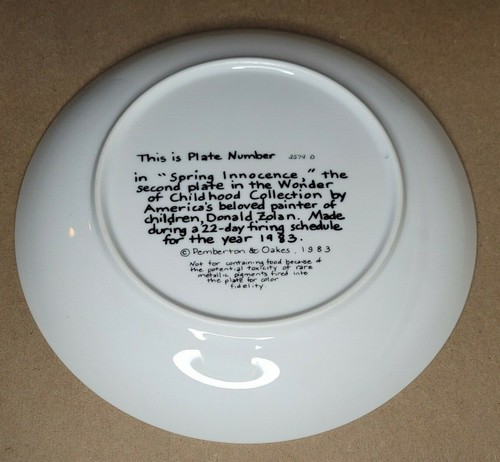 This is Plate Number
in "Spring Innocence," the
second plate in the Wonder
of Childhood Collection by
America's beloved painter of
children, Donald Zolan. Made
during a 22-day firing schedule
for the year 1983.
© Pemberton & Oakes, 1983
Not for containing food because of
the potential toxicity of rare
metallic pigments fired into
the plate for color
fidelity